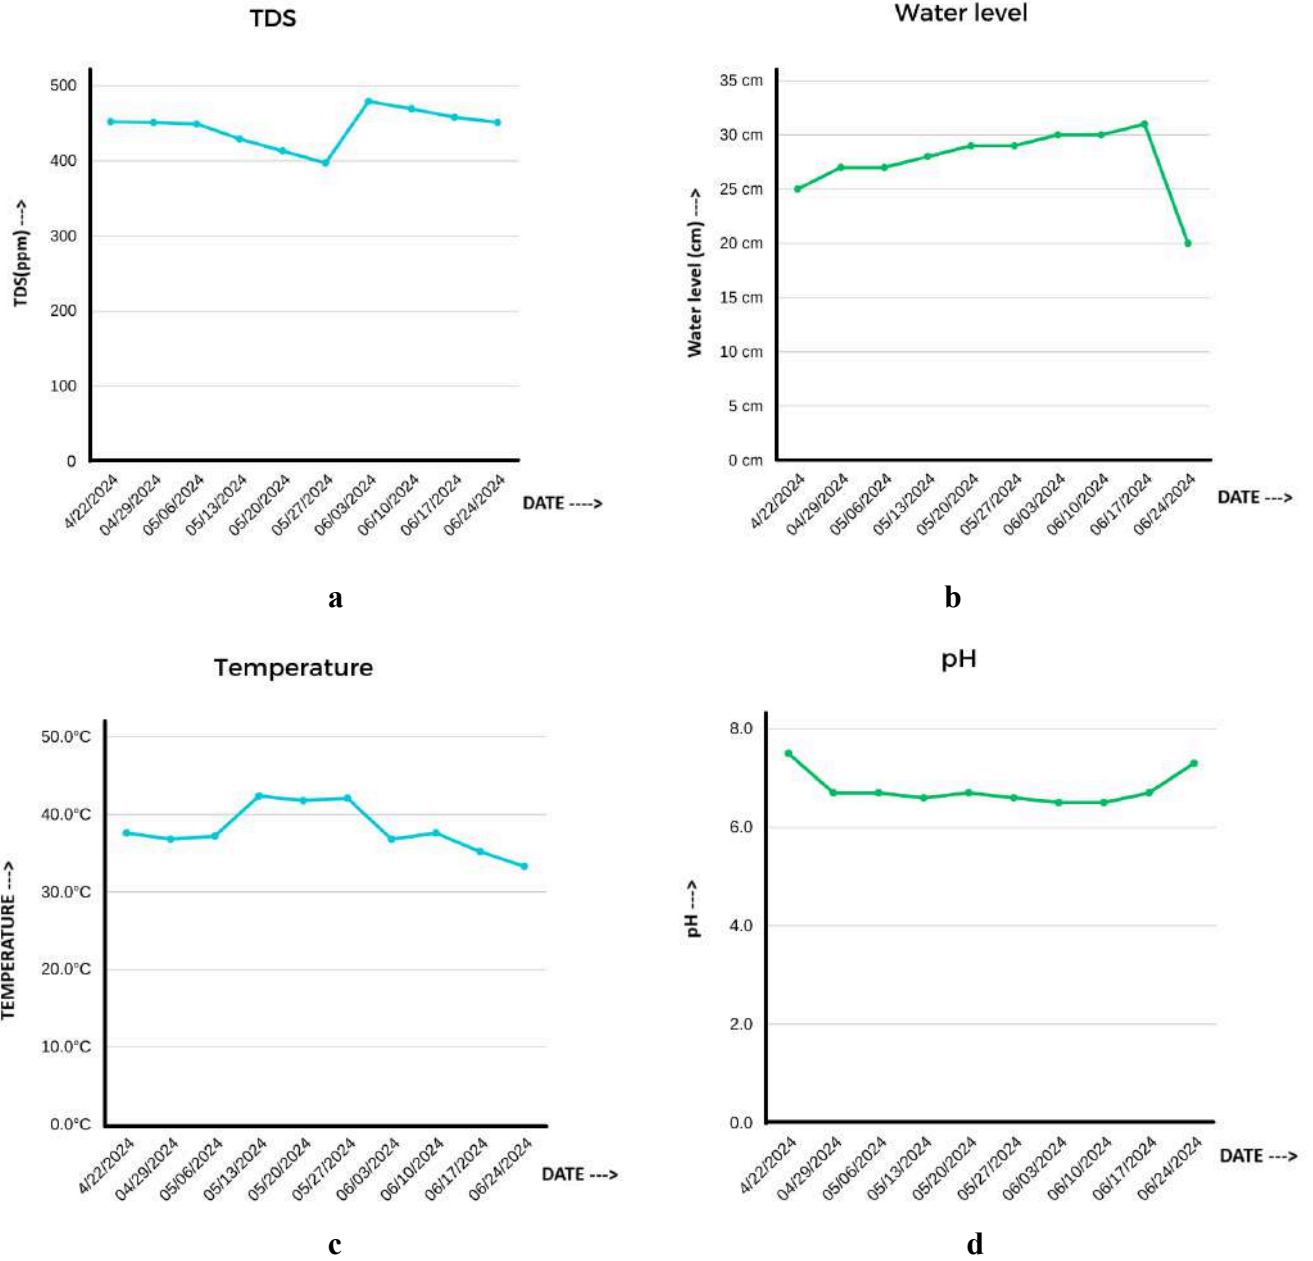 TDS
500
400
300
200
100
0
TDS(ppm) --->
4/22/2024
04/29/2024
05/06/2024
05/13/2024
05/20/2024
05/27/2024
06/03/2024
06/10/2024
06/17/2024
06/24/2024
DATE ---->
a
Water level
35 cm
30 cm
25 cm
20 cm
15 cm
10 cm
5 cm
0 cm
Water level (cm) --->
4/22/2024
04/29/2024
05/06/2024
05/13/2024
05/20/2024
05/27/2024
06/03/2024
06/10/2024
06/17/2024
06/24/2024
DATE --->
b
Temperature
50.0°C
40.0°C
30.0°C
20.0°C
10.0°C
0.0°C
TEMPERATURE --->
4/22/2024
04/29/2024
05/06/2024
05/13/2024
05/20/2024
05/27/2024
06/03/2024
06/10/2024
06/17/2024
06/24/2024
DATE --->
c
pH
8.0
6.0
4.0
2.0
0.0
pH --->
4/22/2024
04/29/2024
05/06/2024
05/13/2024
05/20/2024
05/27/2024
06/03/2024
06/10/2024
06/17/2024
06/24/2024
DATE --->
d